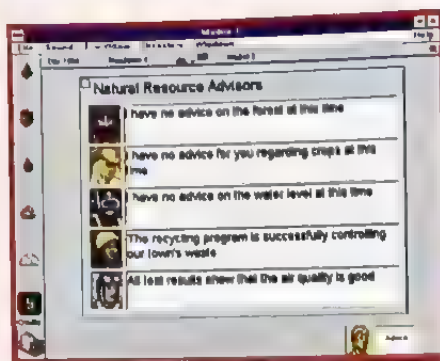 Help
Natural Resource Advisors
I have no advice on the forest at this time
I have no advice for you regarding crops at this
time
I have no advice on the water level at this time
The recycling program is successfully controlling
our town's waste
All test results show that the air quality is good